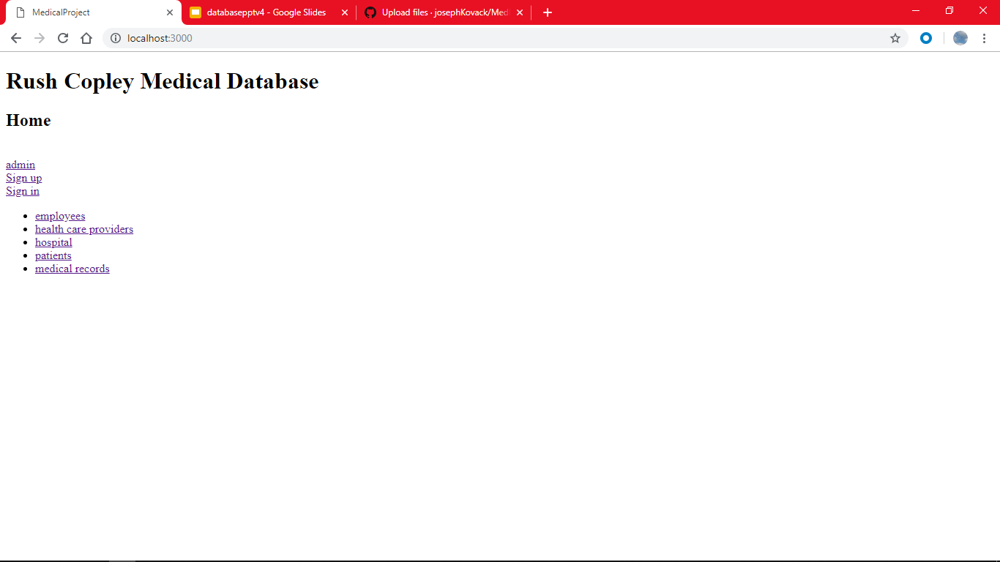 MedicalProject
databasepptv4 - Google Slides
Upload files · josephKovack/Med
localhost:3000
Rush Copley Medical Database
Home
admin
Sign up
Sign in
employees
health care providers
hospital
patients
medical records